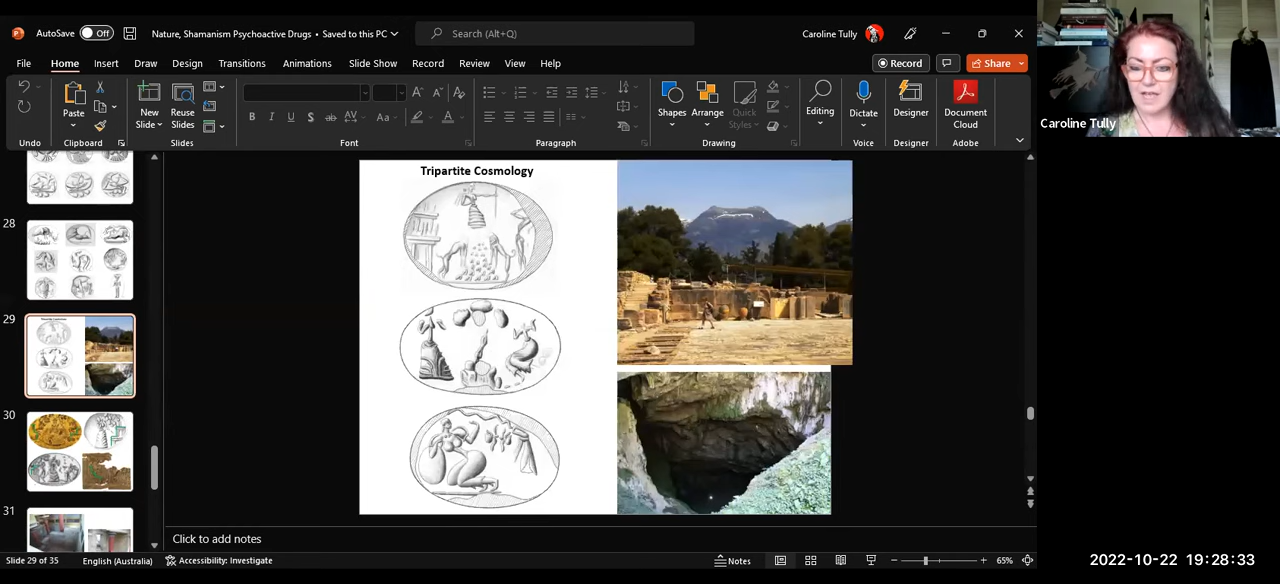 AutoSave Off Nature, Shamanism Psychoactive Drugs • Saved to this PC Search (Alt+Q) Caroline Tully
File Home Insert Draw Design Transitions Animations Slide Show Record Review View Help Record Share
Paste New Slide Reuse Slides Shapes Arrange Quick Styles Editing Dictate Designer Document Cloud
B I U S ab AV Aa A
Undo Clipboard Slides Font Paragraph Drawing Voice Designer Adobe
Caroline Tully
28
29
30
31
Tripartite Cosmology
Click to add notes
Slide 29 of 35 English (Australia) Accessibility: Investigate Notes 65%
2022-10-22 19:28:33